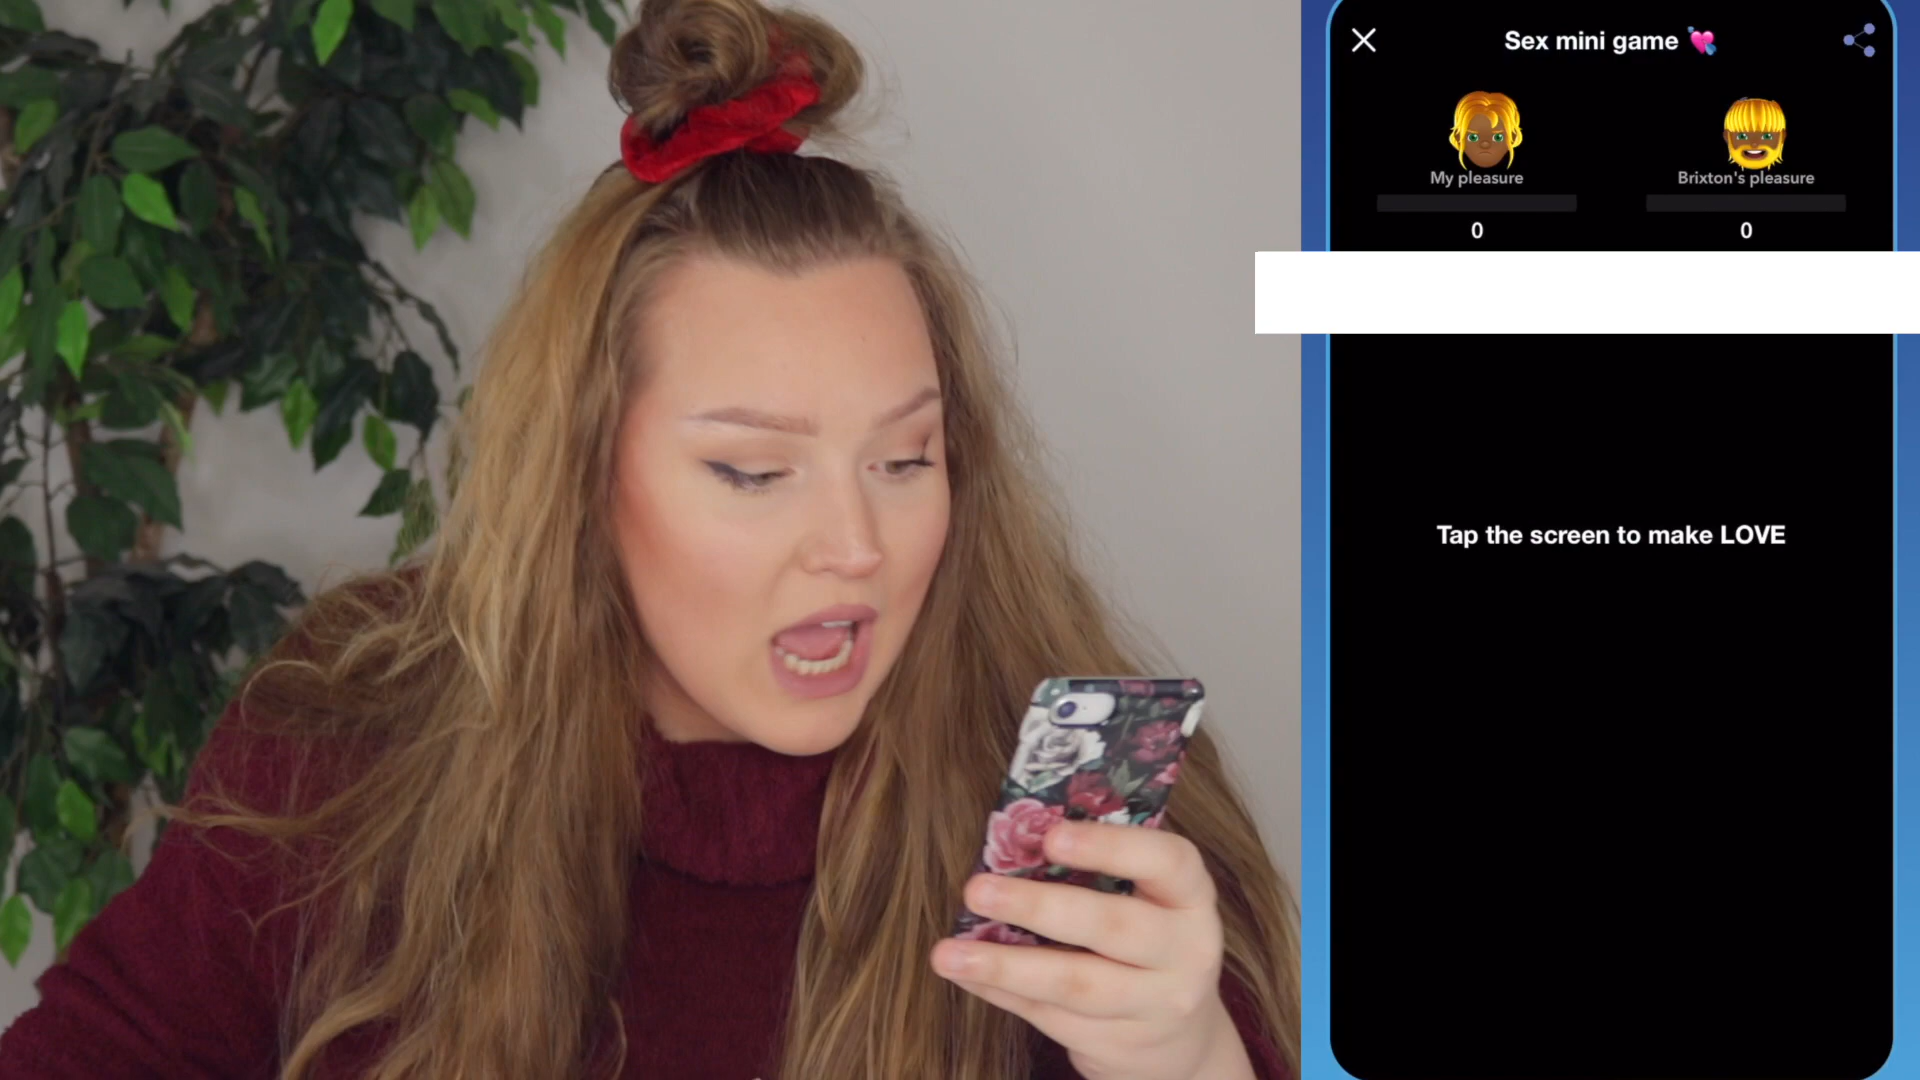 Sex mini game
My pleasure
Brixton's pleasure
0
0
Tap the screen to make LOVE